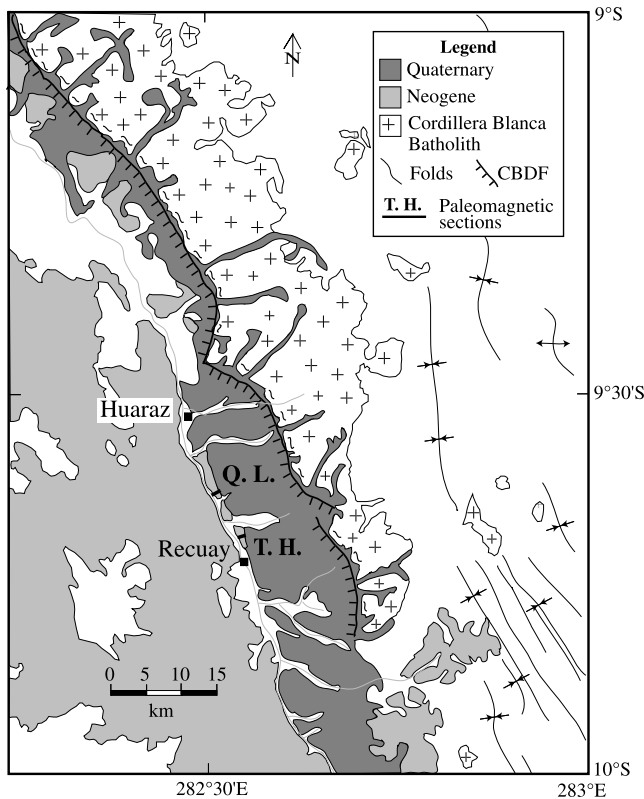 9°S
N
Legend
Quaternary
Neogene
Cordillera Blanca
Batholith
Folds
CBDF
T. H.
Paleomagnetic
sections
9°30'S
Huaraz
Q. L.
Recuay
T. H.
0 5 10 15
km
10°S
282°30'E
283°E